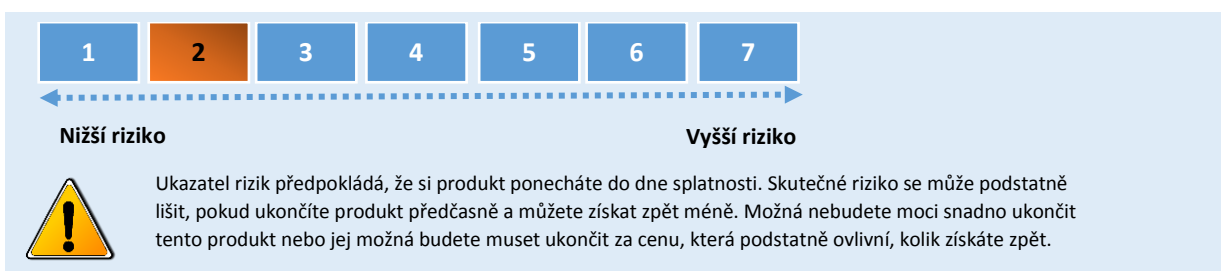 1 2 3 4 5 6 7
Nižší riziko Vyšší riziko
Ukazatel rizik předpokládá, že si produkt ponecháte do dne splatnosti. Skutečné riziko se může podstatně
lišit, pokud ukončíte produkt předčasně a můžete získat zpět méně. Možná nebudete moci snadno ukončit
tento produkt nebo jej možná budete muset ukončit za cenu, která podstatně ovlivní, kolik získáte zpět.